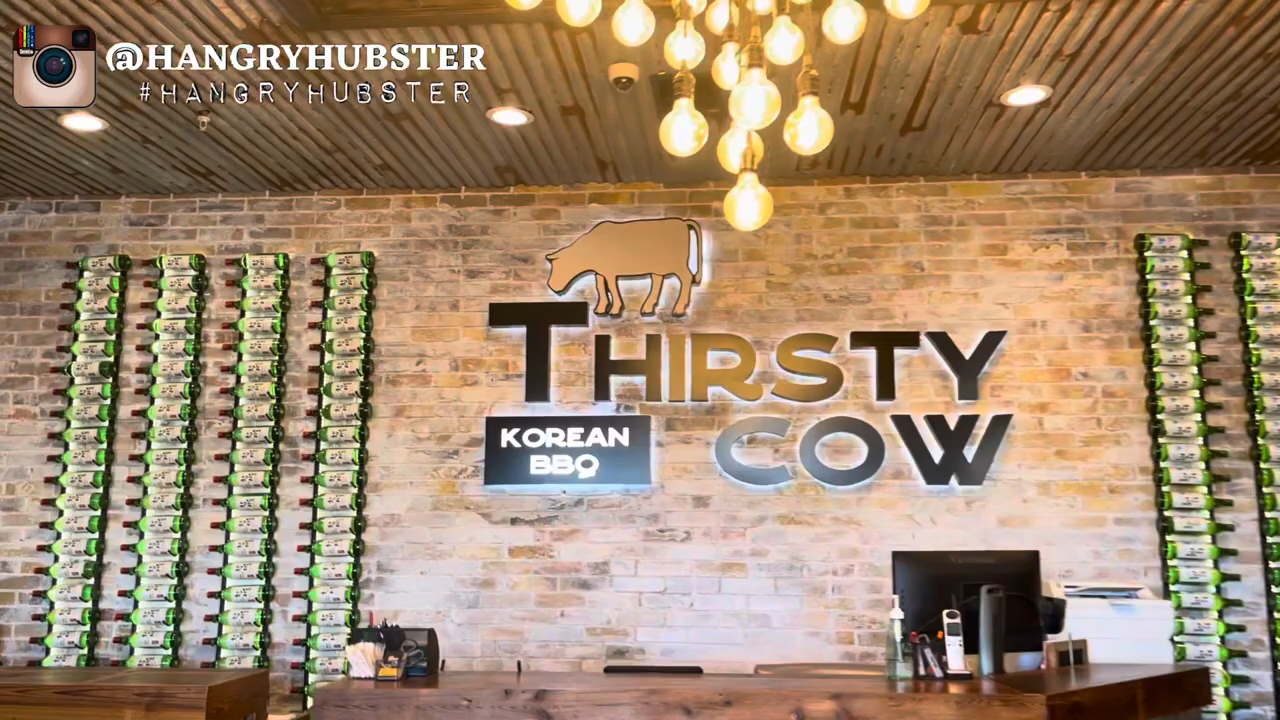 @HANGRYHUBSTER
#HANGRYHUBSTER
THIRSTY
KOREAN
BBQ
COW